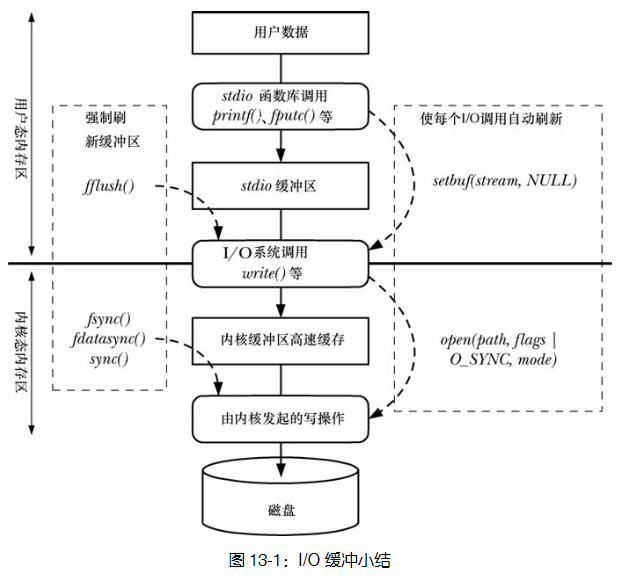 用户数据
用户态内存区
stdio 函数库调用
printf()、fputc() 等
强制刷
新缓冲区
使每个I/O调用自动刷新
fflush()
stdio 缓冲区
setbuf(stream, NULL)
I/O系统调用
write()等
内核态内存区
fsync()
fdatasync()
sync()
内核缓冲区高速缓存
open(path, flags |
O_SYNC, mode)
由内核发起的写操作
磁盘
图 13-1：I/O 缓冲小结